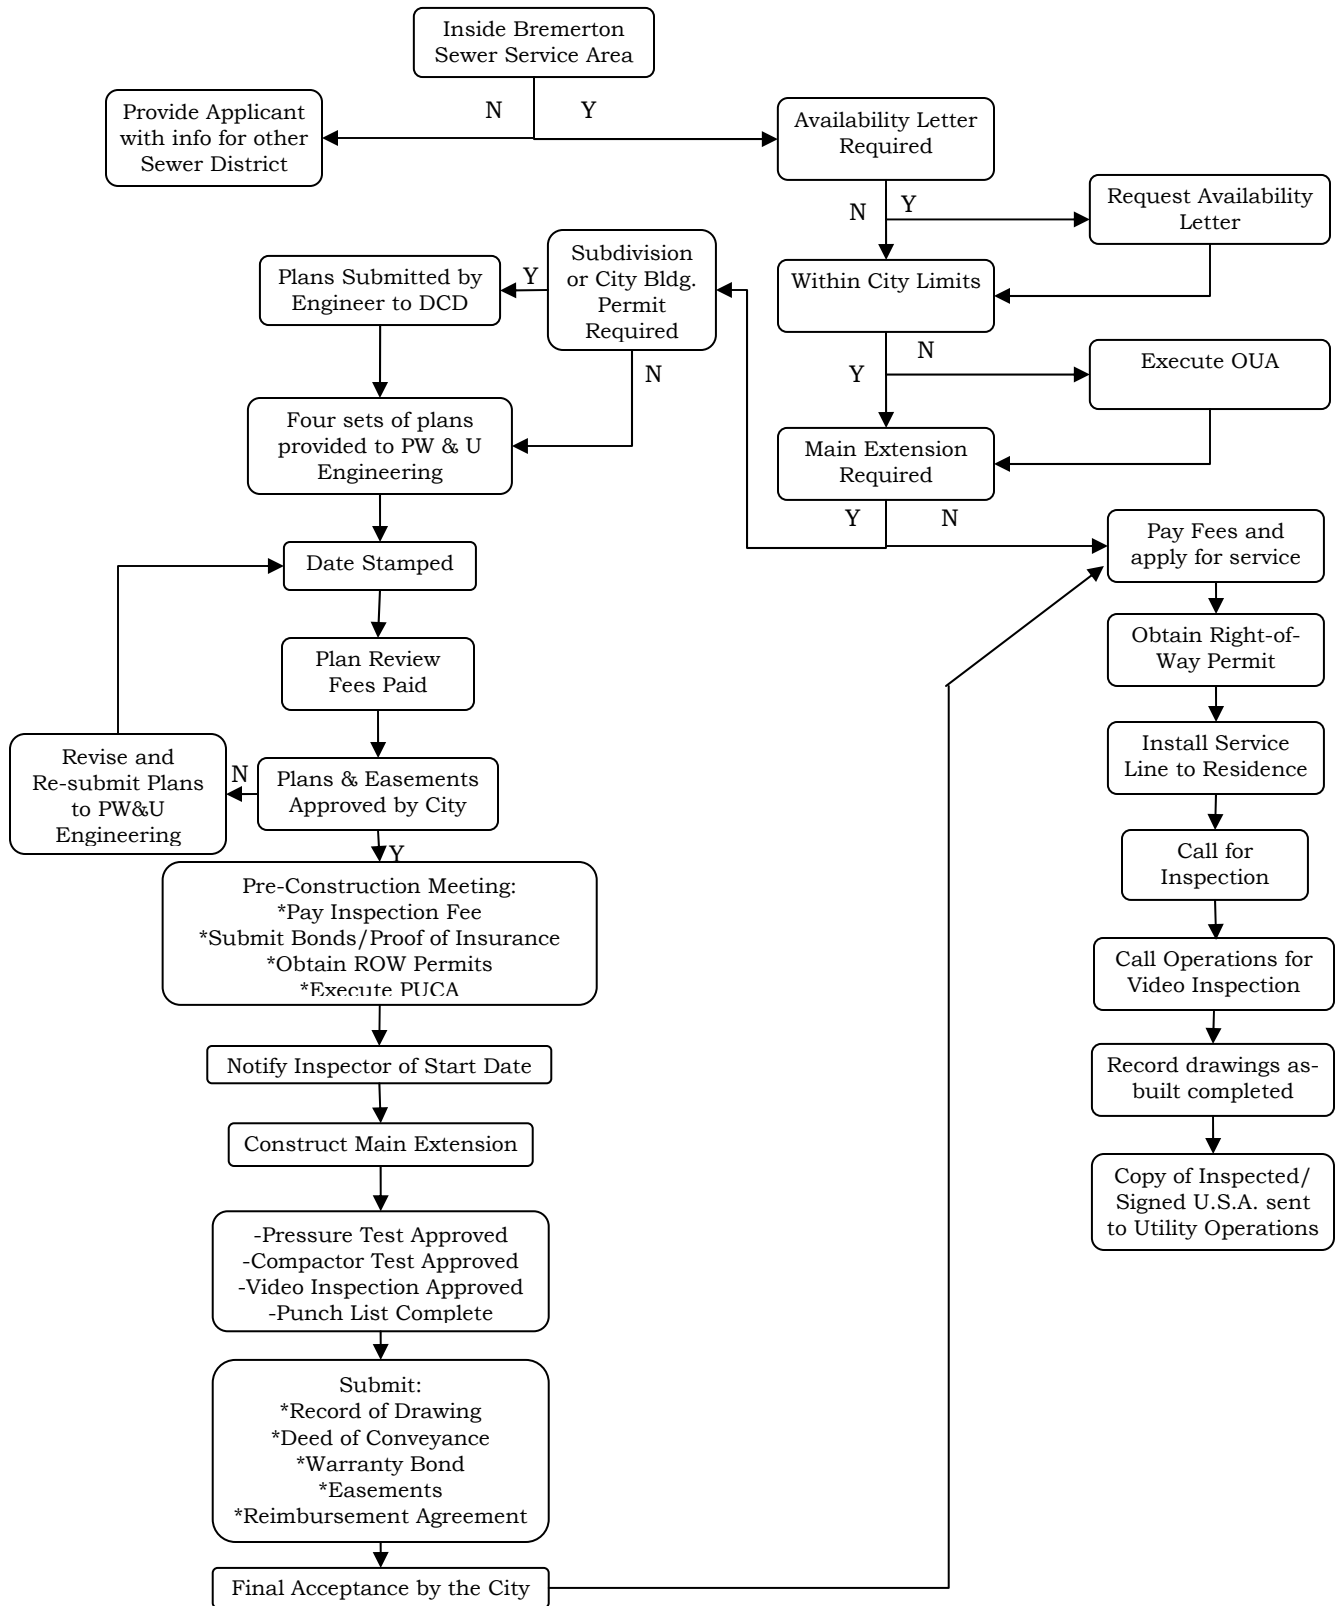 Inside Bremerton
Sewer Service Area
N
Y
Provide Applicant
with info for other
Sewer District
Availability Letter
Required
N
Y
Request Availability
Letter
Within City Limits
N
Y
Execute OUA
Main Extension
Required
Y
N
Subdivision
or City Bldg.
Permit
Required
Y
N
Plans Submitted by
Engineer to DCD
Four sets of plans
provided to PW & U
Engineering
Date Stamped
Plan Review
Fees Paid
Plans & Easements
Approved by City
N
Y
Revise and
Re-submit Plans
to PW&U
Engineering
Pre-Construction Meeting:
*Pay Inspection Fee
*Submit Bonds/Proof of Insurance
*Obtain ROW Permits
*Execute PUCA
Notify Inspector of Start Date
Construct Main Extension
-Pressure Test Approved
-Compactor Test Approved
-Video Inspection Approved
-Punch List Complete
Submit:
*Record of Drawing
*Deed of Conveyance
*Warranty Bond
*Easements
*Reimbursement Agreement
Final Acceptance by the City
Pay Fees and
apply for service
Obtain Right-of-
Way Permit
Install Service
Line to Residence
Call for
Inspection
Call Operations for
Video Inspection
Record drawings as-
built completed
Copy of Inspected/
Signed U.S.A. sent
to Utility Operations